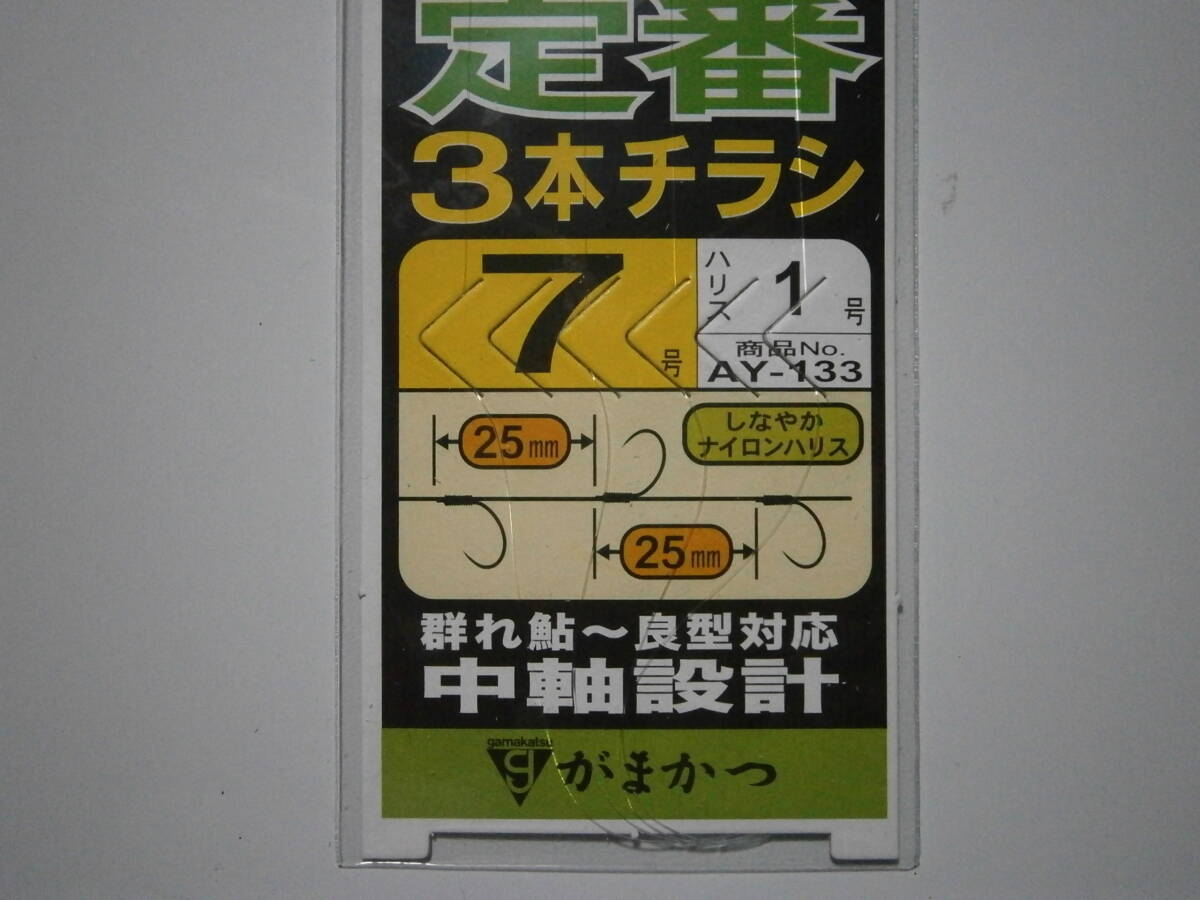 定番
3本チラシ
7号
ハリス 1号
商品No.
AY-133
25mm
しなやか
ナイロンハリス
25mm
群れ鮎～良型対応
中軸設計
gamakatsu
がまかつ